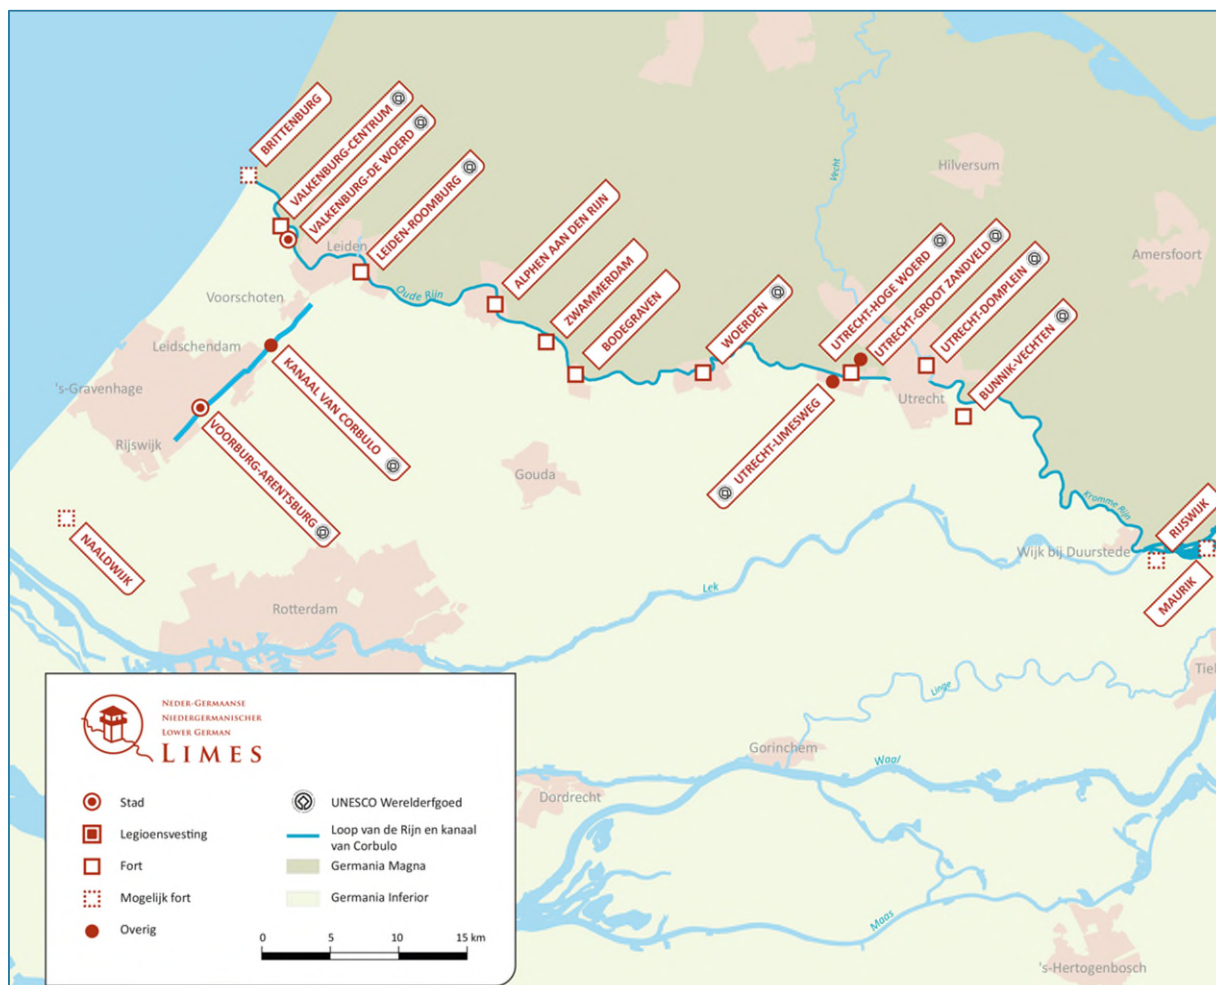 BRITTENBURG
VALKENBURG-CENTRUM
VALKENBURG-DE WOERD
LEIDEN-ROOMBURG
ALPHEN AAN DEN RIJN
ZWAMMERDAM
BODEGRAVEN
WOERDEN
UTRECHT-HOGE WOERD
UTRECHT-GROOT ZANDVELD
UTRECHT-DOMPLEIN
BUNNIK-VECHTEN
Vecht
Hilversum
Amersfoort
Leiden
Voorschoten
Oude Rijn
Leidschendam
's-Gravenhage
Rijswijk
KANAAL VAN CORBULO
VOORBURG-ARENTSBURG
Utrecht
UTRECHT-LIMESWEG
Gouda
NAALDWIJK
Kromme Rijn
RIJSWIJK
Wijk bij Duurstede
MAURIK
Lek
Rotterdam
Tiel
Linge
Gorinchem
Waal
Dordrecht
Maas
's-Hertogenbosch
NEDER-GERMAANSE
NIEDERGERMANISCHER
LOWER GERMAN
LIMES
Stad
Legioensvesting
Fort
Mogelijk fort
Overig
UNESCO Werelderfgoed
Loop van de Rijn en kanaal
van Corbulo
Germania Magna
Germania Inferior
0 5 10 15 km